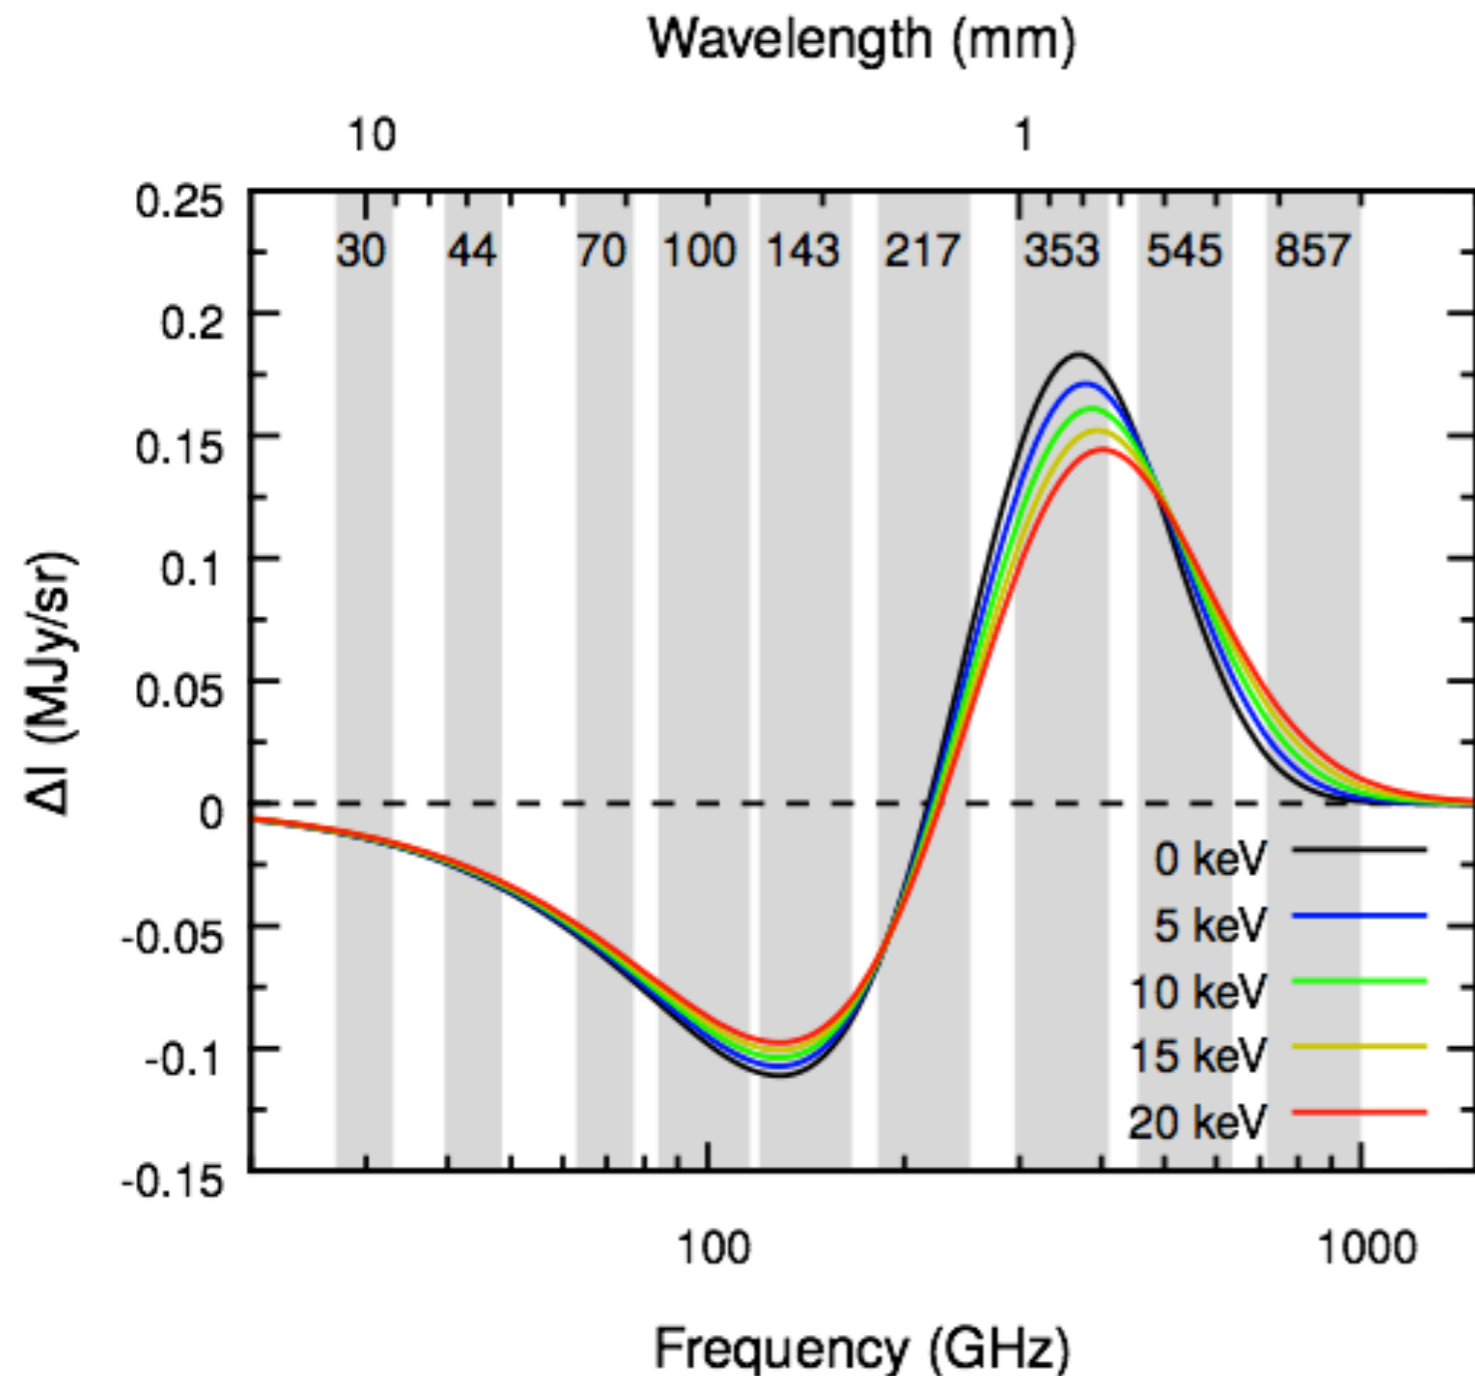 Wavelength (mm)
10 1
0.25
30 44 70 100 143 217 353 545 857
0.2
0.15
0.1
0.05
0
-0.05
-0.1
-0.15
ΔI (MJy/sr)
0 keV
5 keV
10 keV
15 keV
20 keV
100 1000
Frequency (GHz)